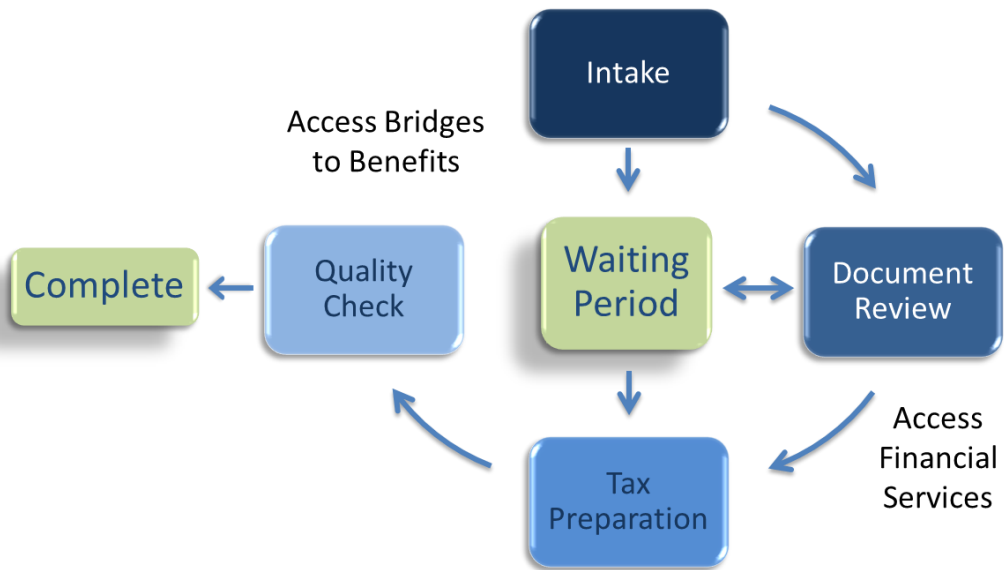 Intake
Access Bridges
to Benefits
Complete
Quality
Check
Waiting
Period
Document
Review
Access
Financial
Services
Tax
Preparation